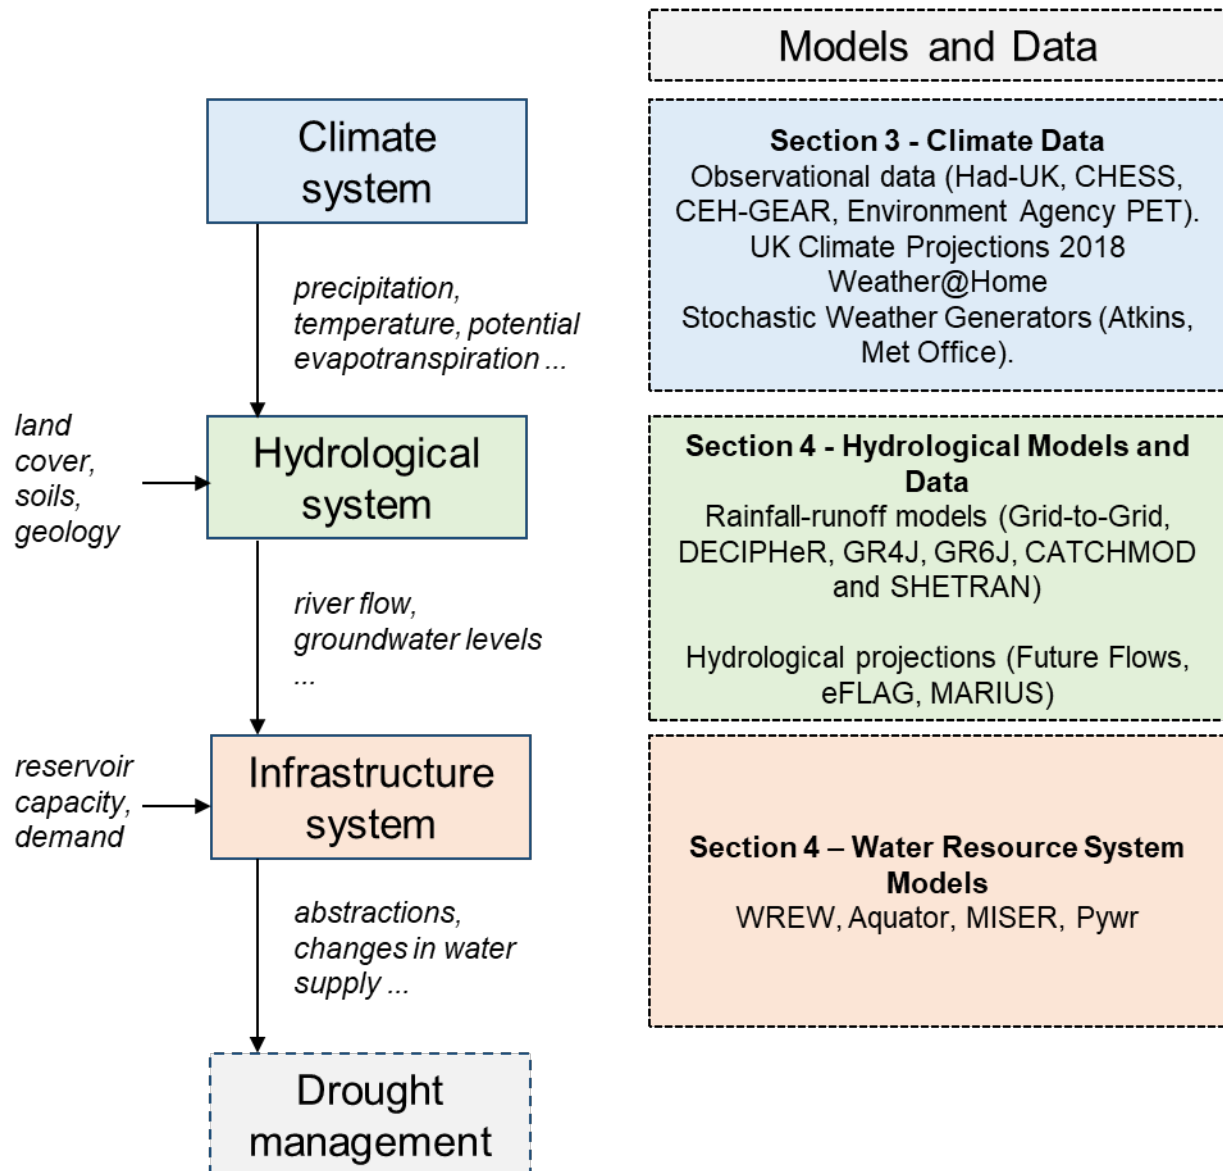 Models and Data
Climate
system
Section 3 - Climate Data
Observational data (Had-UK, CHESS,
CEH-GEAR, Environment Agency PET).
UK Climate Projections 2018
Weather@Home
Stochastic Weather Generators (Atkins,
Met Office).
precipitation,
temperature, potential
evapotranspiration ...
land
cover,
soils,
geology
Hydrological
system
Section 4 - Hydrological Models and
Data
Rainfall-runoff models (Grid-to-Grid,
DECIPHeR, GR4J, GR6J, CATCHMOD
and SHETRAN)
Hydrological projections (Future Flows,
eFLAG, MARIUS)
river flow,
groundwater levels
...
reservoir
capacity,
demand
Infrastructure
system
Section 4 – Water Resource System
Models
WREW, Aquator, MISER, Pywr
abstractions,
changes in water
supply ...
Drought
management